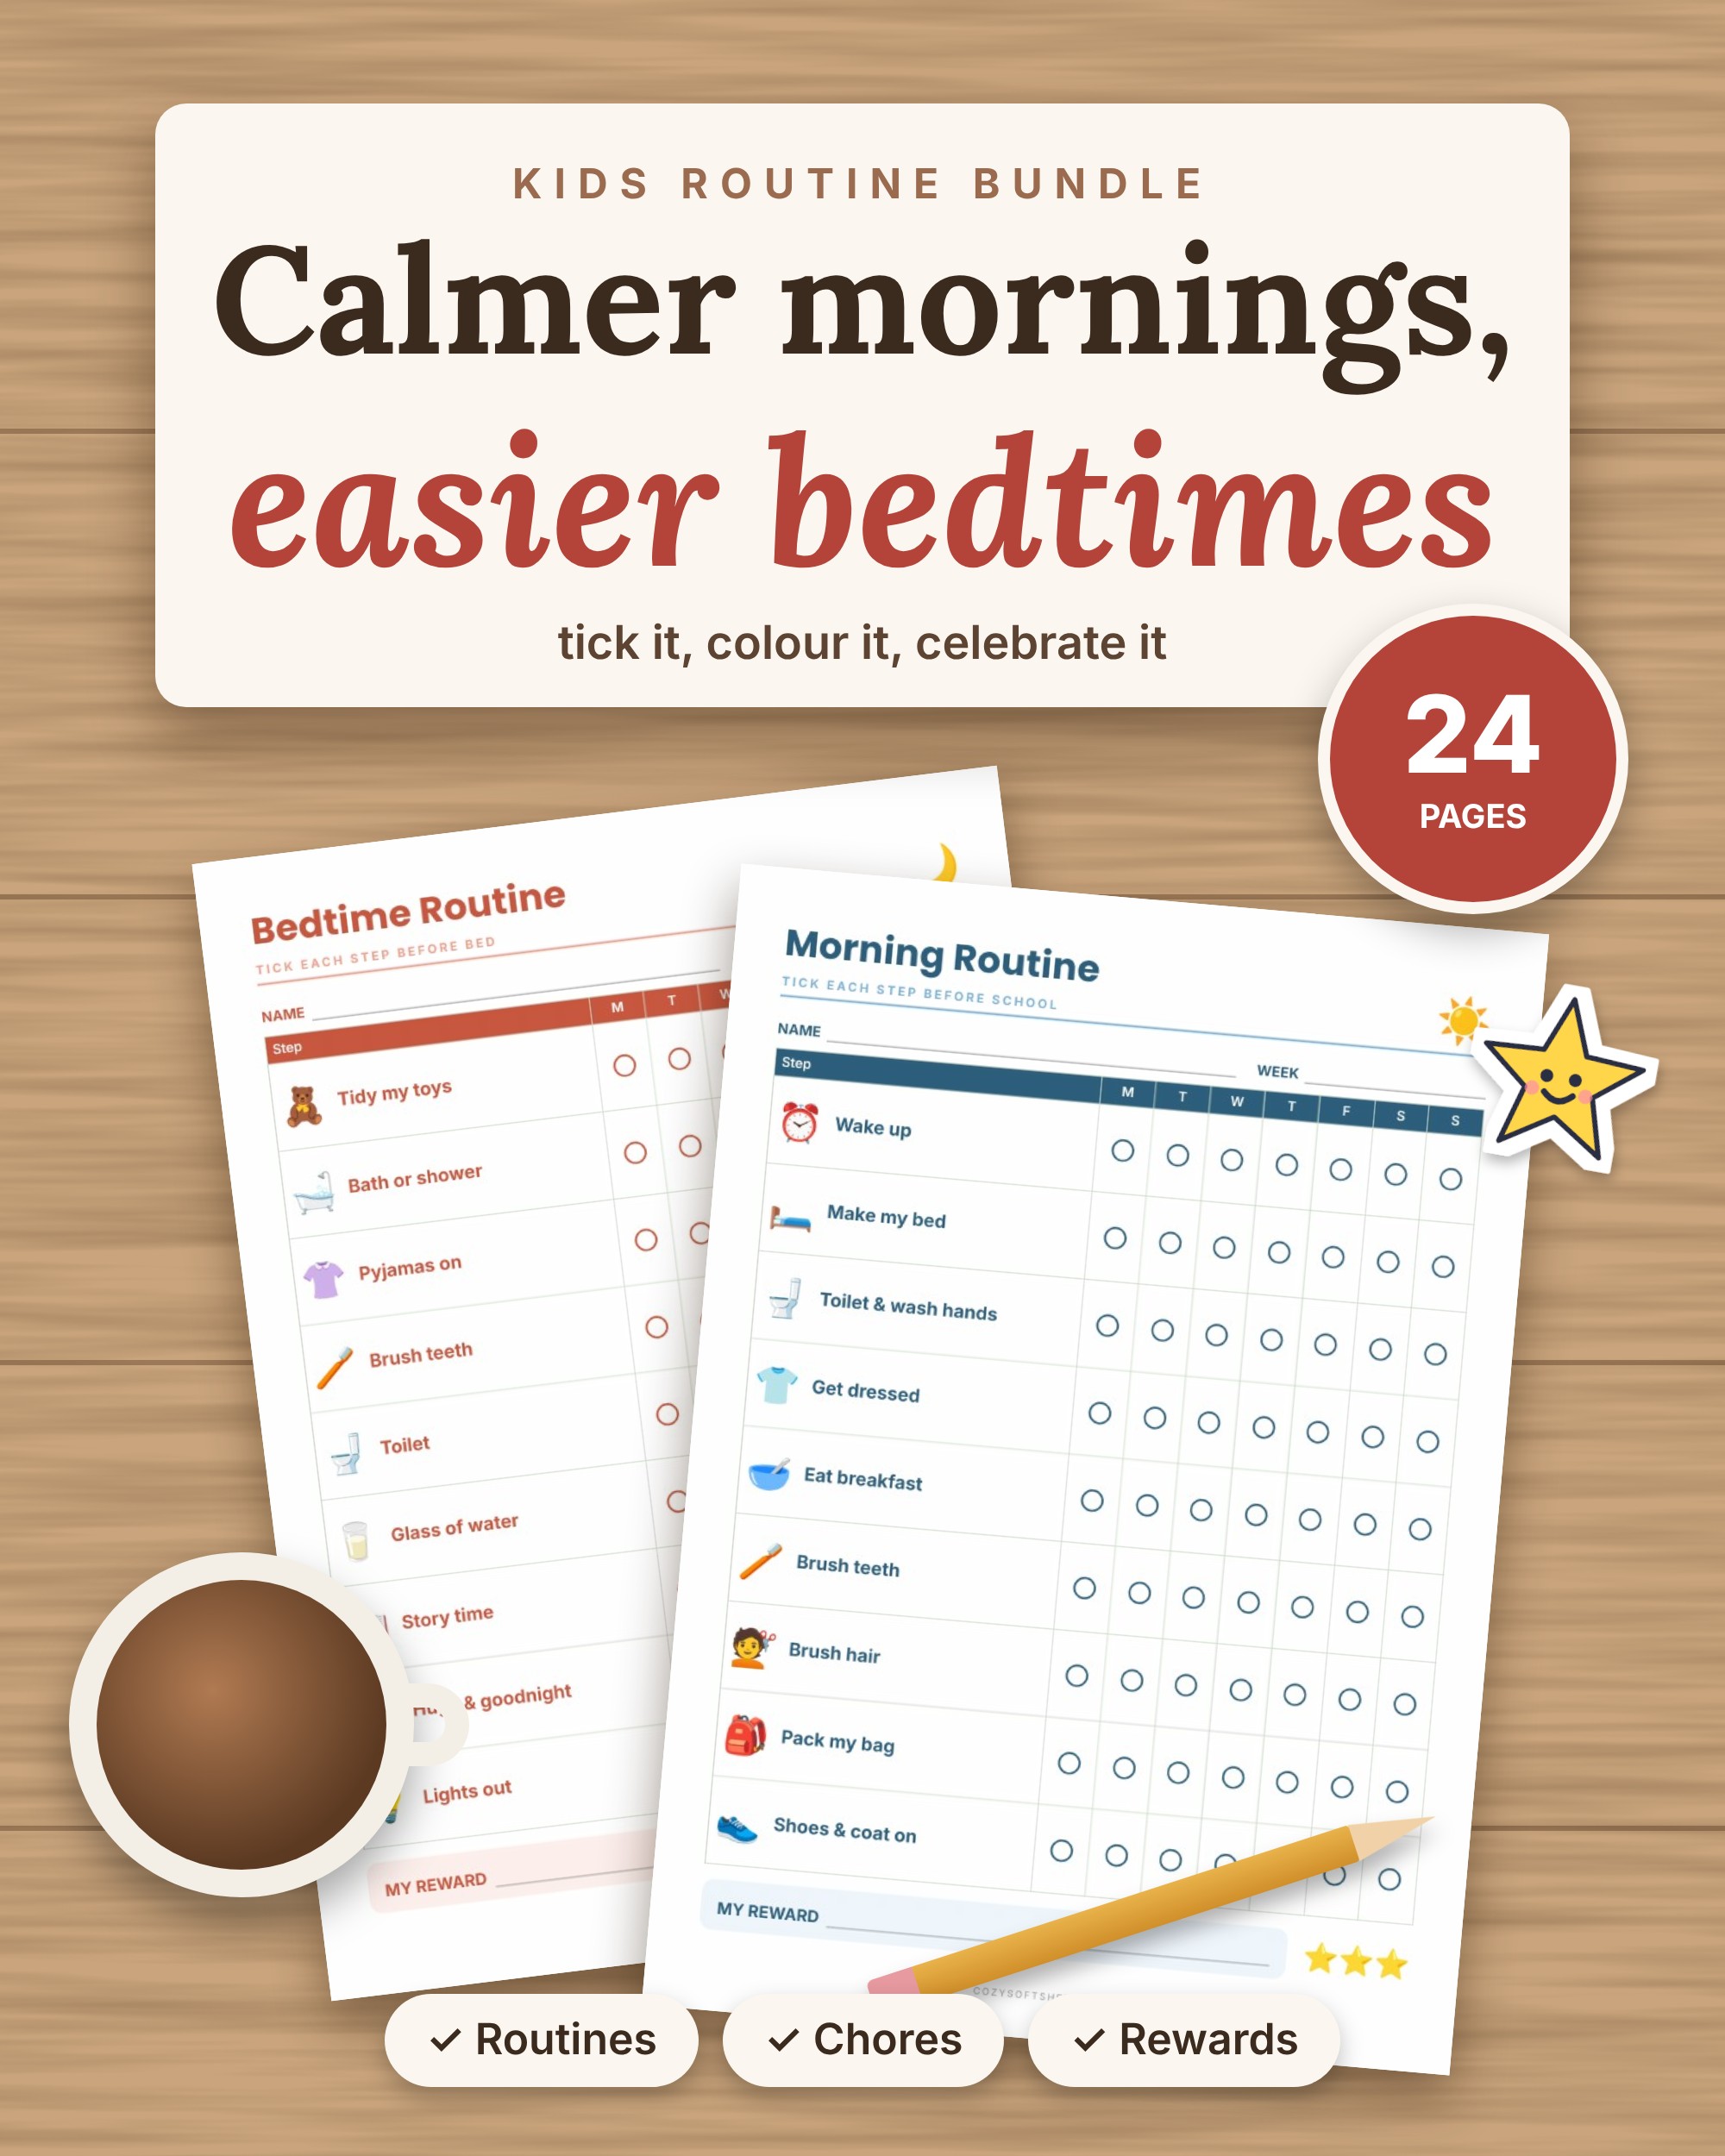 KIDS ROUTINE BUNDLE
Calmer mornings,
easier bedtimes
tick it, colour it, celebrate it
24
PAGES
Bedtime Routine
TICK EACH STEP BEFORE BED
NAME
Step M T W
Tidy my toys
Bath or shower
Pyjamas on
Brush teeth
Toilet
Glass of water
Story time
& goodnight
Lights out
MY REWARD
Morning Routine
TICK EACH STEP BEFORE SCHOOL
NAME WEEK
Step M T W T F S S
Wake up
Make my bed
Toilet & wash hands
Get dressed
Eat breakfast
Brush teeth
Brush hair
Pack my bag
Shoes & coat on
MY REWARD
✓ Routines
✓ Chores
✓ Rewards